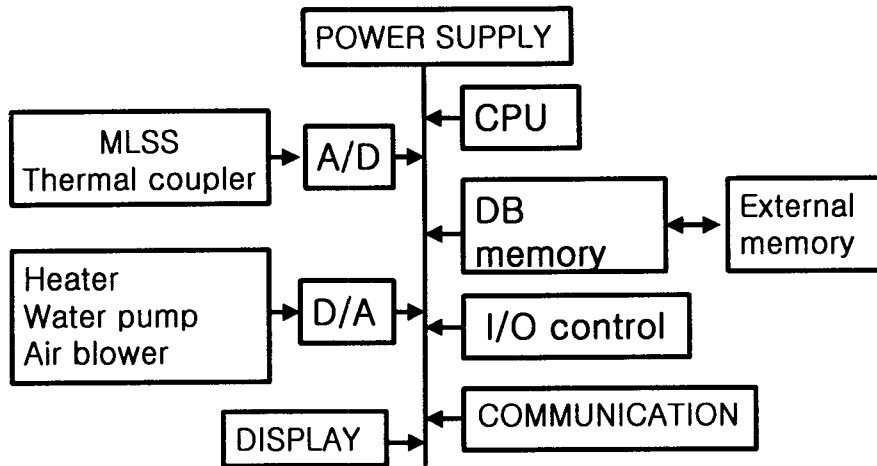 POWER SUPPLY
CPU
MLSS
Thermal coupler
A/D
DB
memory
External
memory
Heater
Water pump
Air blower
D/A
I/O control
COMMUNICATION
DISPLAY